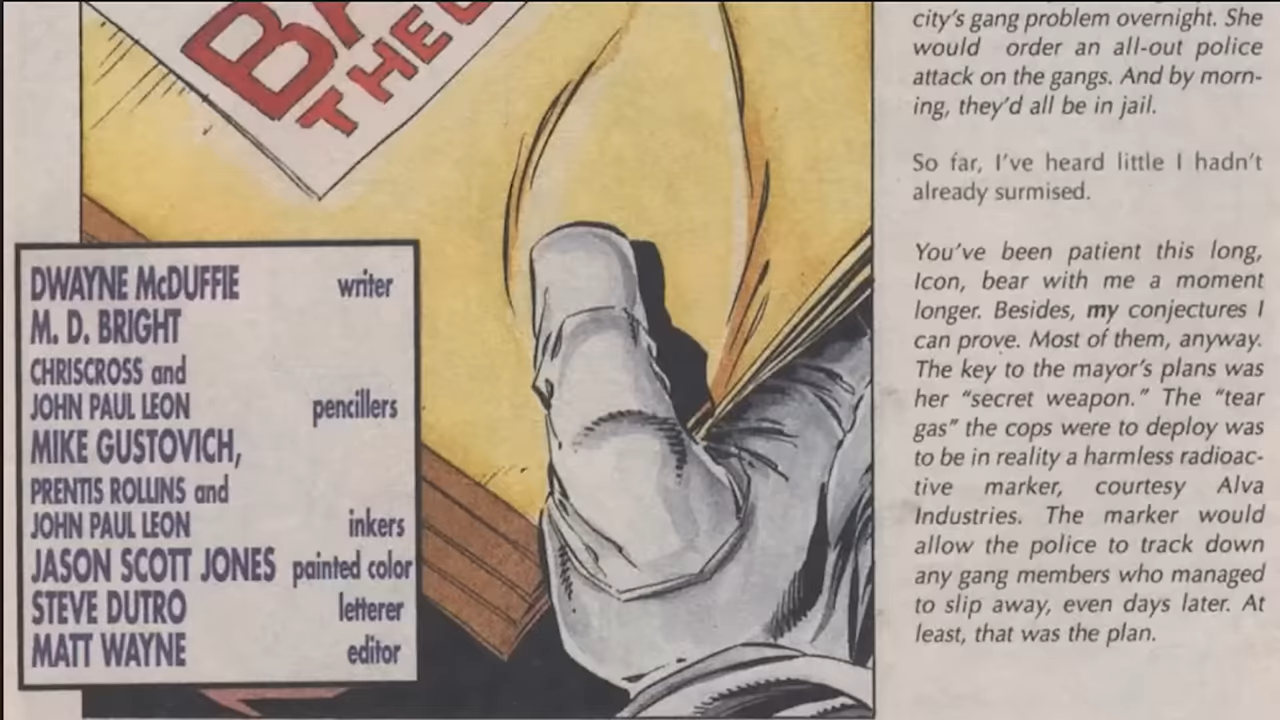 THE
DWAYNE McDUFFIE writer
M. D. BRIGHT
CHRISCROSS and
JOHN PAUL LEON pencillers
MIKE GUSTOVICH,
PRENTIS ROLLINS and
JOHN PAUL LEON inkers
JASON SCOTT JONES painted color
STEVE DUTRO letterer
MATT WAYNE editor
city's gang problem overnight. She
would order an all-out police
attack on the gangs. And by morn-
ing, they'd all be in jail.
So far, I've heard little I hadn't
already surmised.
You've been patient this long,
Icon, bear with me a moment
longer. Besides, my conjectures I
can prove. Most of them, anyway.
The key to the mayor's plans was
her "secret weapon." The "tear
gas" the cops were to deploy was
to be in reality a harmless radioac-
tive marker, courtesy Alva
Industries. The marker would
allow the police to track down
any gang members who managed
to slip away, even days later. At
least, that was the plan.